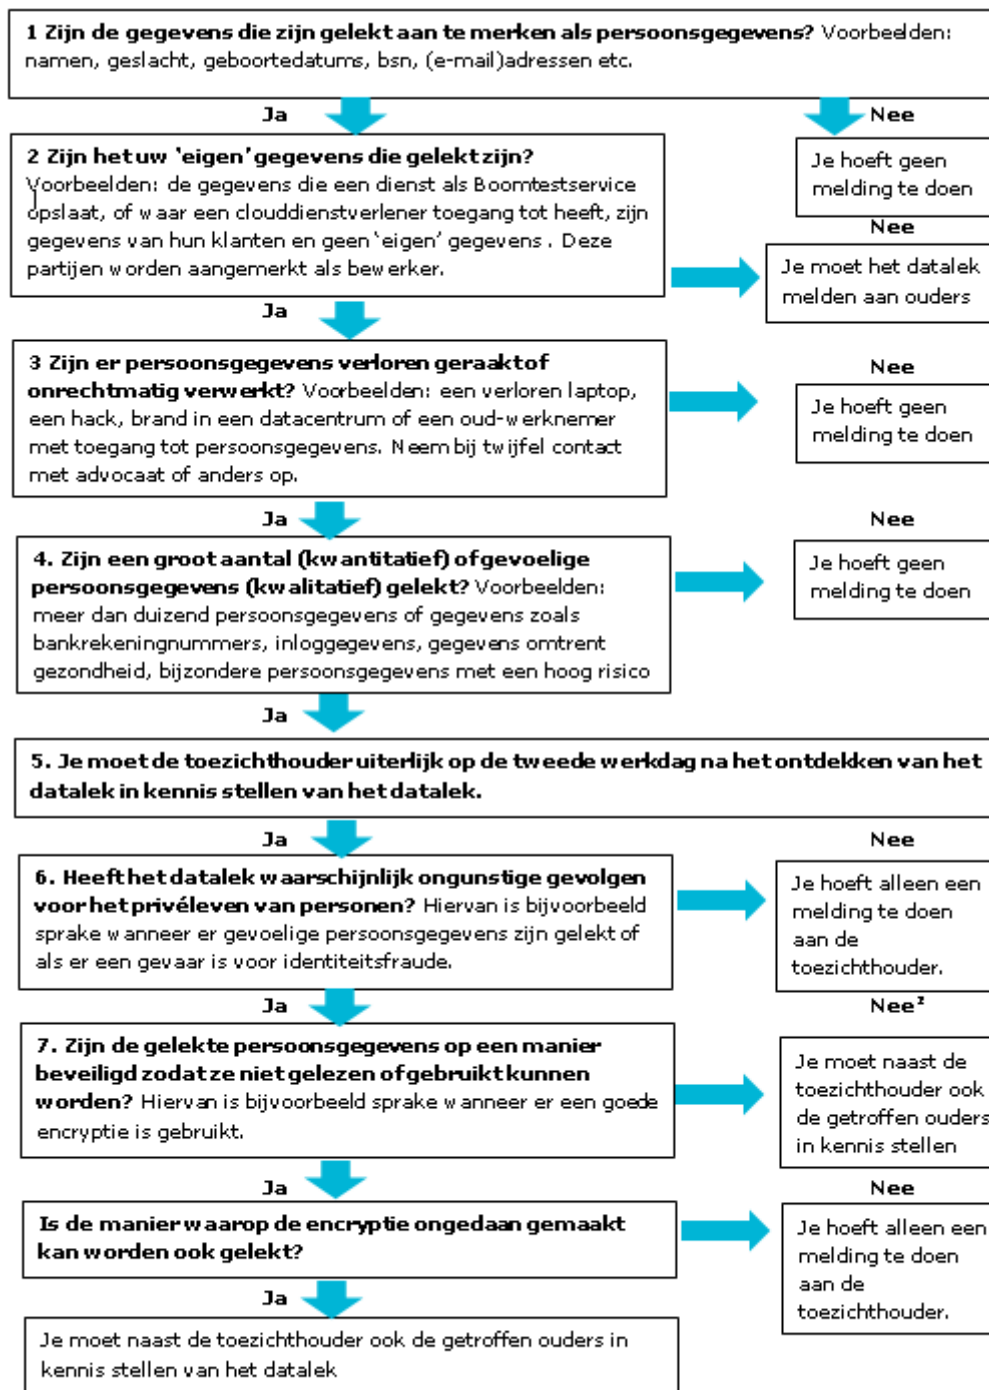 1 Zijn de gegevens die zijn gelekt aan te merken als persoonsgegevens? Voorbeelden:
namen, geslacht, geboortedatums, bsn, (e-mail)adressen etc.
Ja
Nee
2 Zijn het uw 'eigen' gegevens die gelekt zijn?
Voorbeelden: de gegevens die een dienst als Boomtestservice
opslaat, of waar een clouddienstverlener toegang tot heeft, zijn
gegevens van hun klanten en geen 'eigen' gegevens . Deze
partijen worden aangemerkt als bewerker.
Je hoeft geen
melding te doen
Nee
Je moet het datalek
melden aan ouders
Ja
3 Zijn er persoonsgegevens verloren geraakt of
onrechtmatig verwerkt? Voorbeelden: een verloren laptop,
een hack, brand in een datacentrum of een oud-werknemer
met toegang tot persoonsgegevens. Neem bij twijfel contact
met advocaat of anders op.
Nee
Je hoeft geen
melding te doen
Ja
Nee
4. Zijn een groot aantal (kwantitatief) of gevoelige
persoonsgegevens (kwalitatief) gelekt? Voorbeelden:
meer dan duizend persoonsgegevens of gegevens zoals
bankrekeningnummers, inloggegevens, gegevens omtrent
gezondheid, bijzondere persoonsgegevens met een hoog risico
Je hoeft geen
melding te doen
Ja
5. Je moet de toezichthouder uiterlijk op de tweede werkdag na het ontdekken van het
datalek in kennis stellen van het datalek.
Ja
Nee
6. Heeft het datalek waarschijnlijk ongunstige gevolgen
voor het privéleven van personen? Hiervan is bijvoorbeeld
sprake wanneer er gevoelige persoonsgegevens zijn gelekt of
als er een gevaar is voor identiteitsfraude.
Je hoeft alleen een
melding te doen
aan de
toezichthouder.
Ja
Nee²
7. Zijn de gelekte persoonsgegevens op een manier
beveiligd zodat ze niet gelezen of gebruikt kunnen
worden? Hiervan is bijvoorbeeld sprake wanneer er een goede
encryptie is gebruikt.
Je moet naast de
toezichthouder ook
de getroffen ouders
in kennis stellen
Ja
Nee
Is de manier waarop de encryptie ongedaan gemaakt
kan worden ook gelekt?
Je hoeft alleen een
melding te doen
aan de
toezichthouder.
Ja
Je moet naast de toezichthouder ook de getroffen ouders in
kennis stellen van het datalek